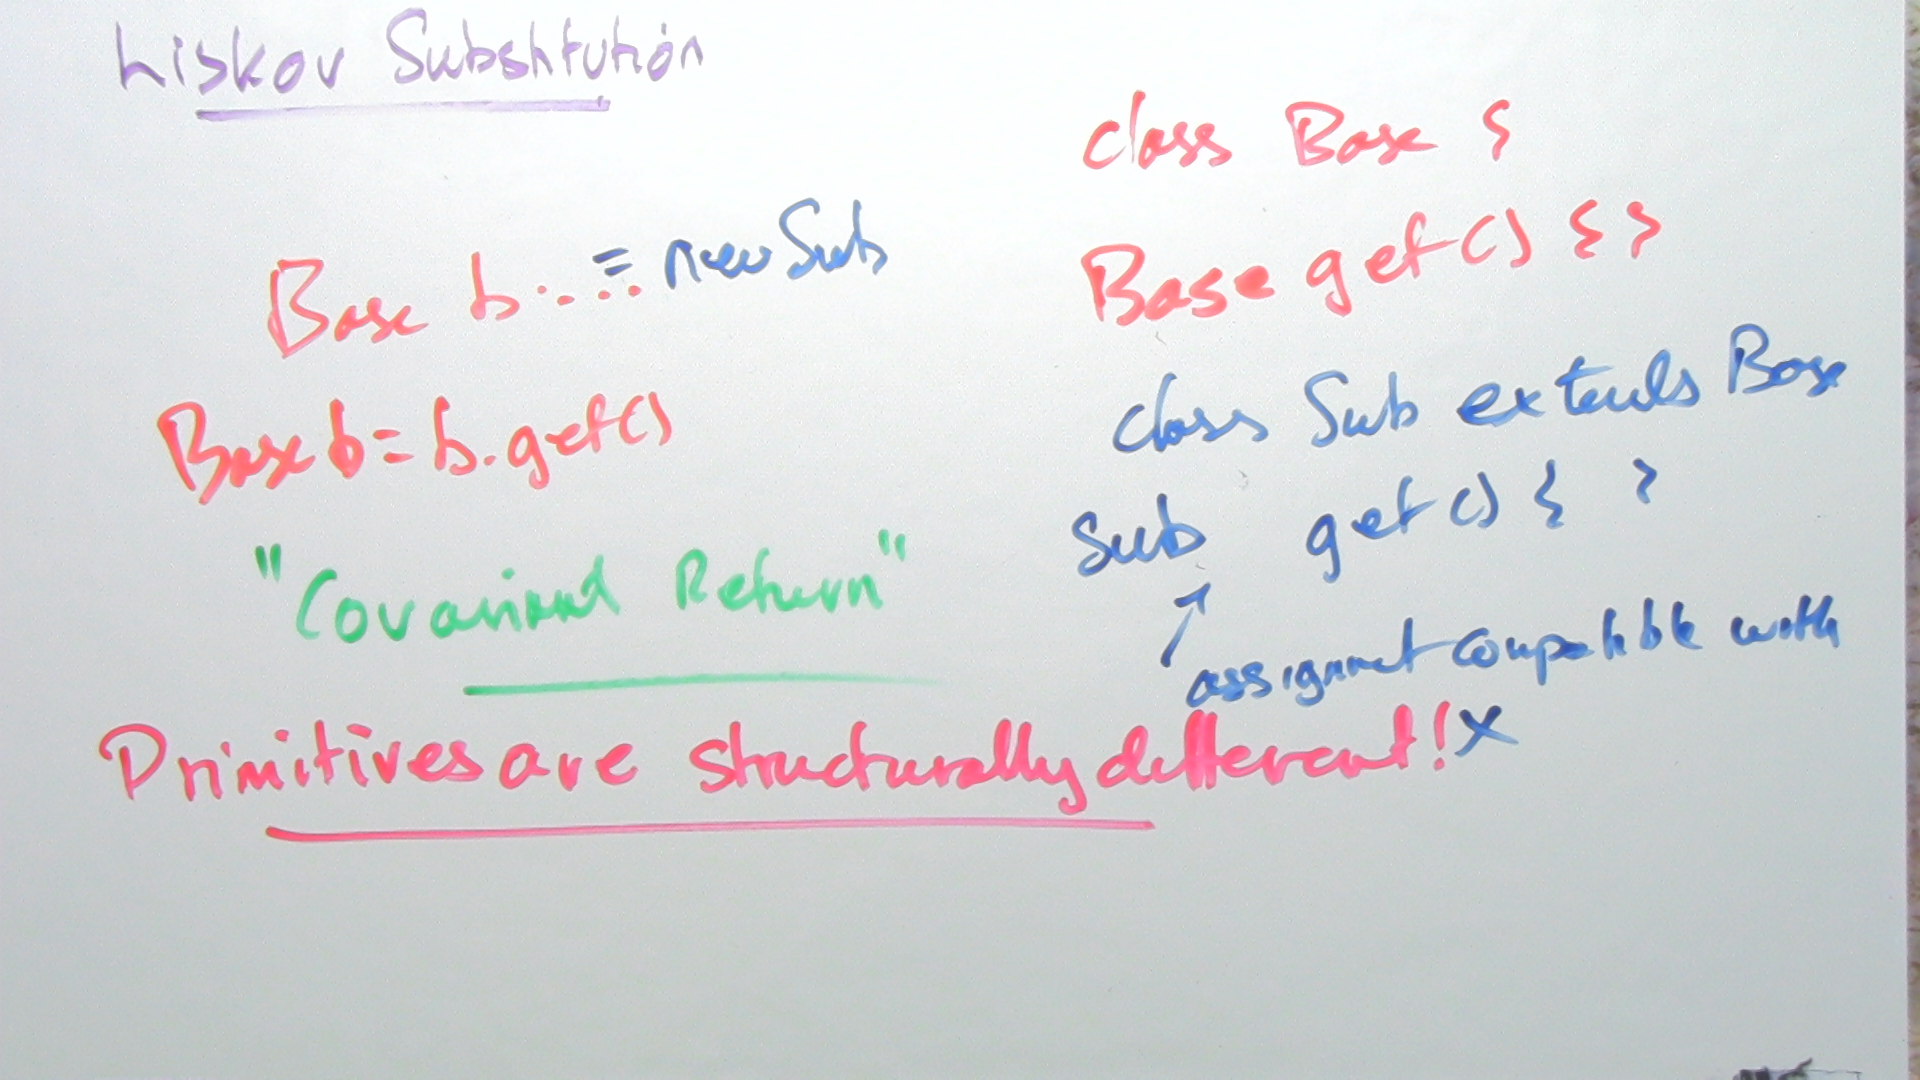 Liskov Substitution
Base b .... = new Sub
Base b = b.get()
"Covariant Return"
class Base {
Base get() { }
class Sub extends Base
Sub get() { }
↑
assignment compatible with
Primitives are structurally different! X